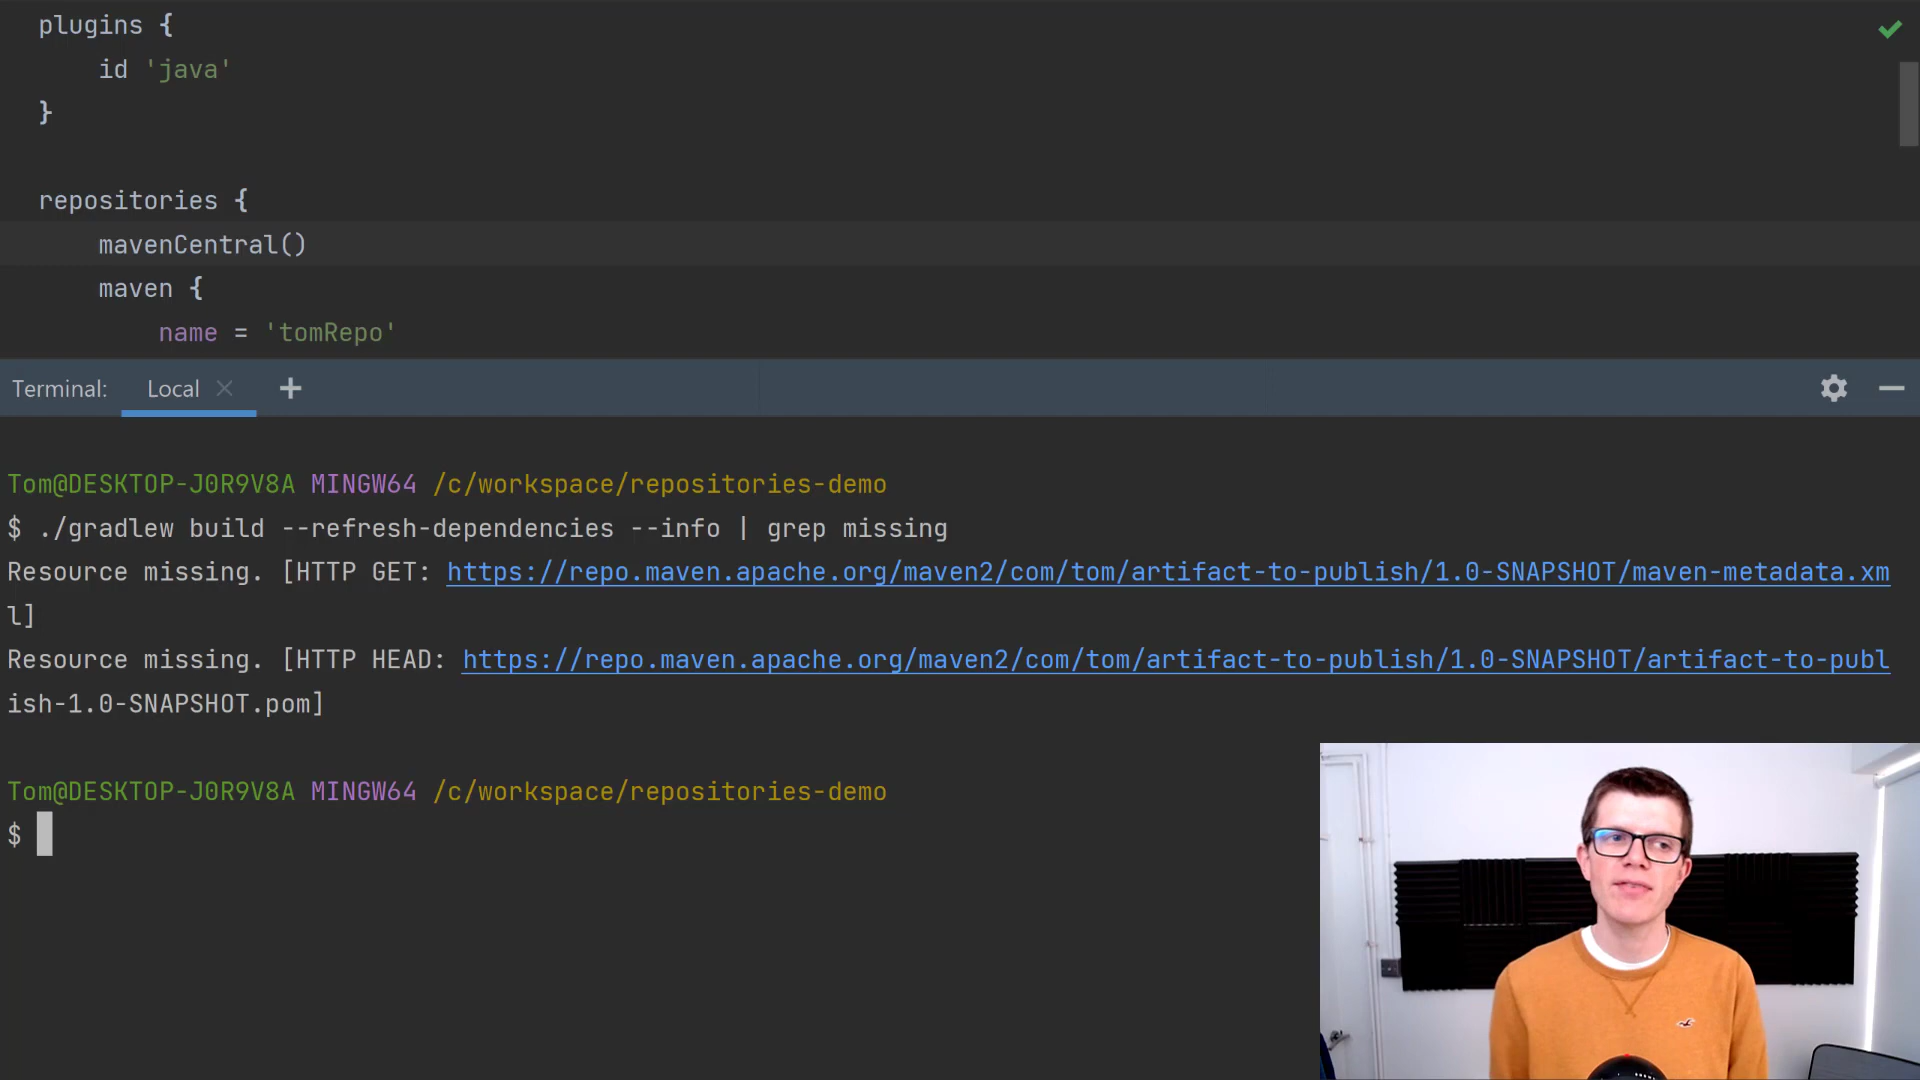 plugins {
id 'java'
}
repositories {
mavenCentral()
maven {
name = 'tomRepo'
Terminal: Local
Tom@DESKTOP-J0R9V8A MINGW64 /c/workspace/repositories-demo
$ ./gradlew build --refresh-dependencies --info | grep missing
Resource missing. [HTTP GET: https://repo.maven.apache.org/maven2/com/tom/artifact-to-publish/1.0-SNAPSHOT/maven-metadata.xm
l]
Resource missing. [HTTP HEAD: https://repo.maven.apache.org/maven2/com/tom/artifact-to-publish/1.0-SNAPSHOT/artifact-to-publ
ish-1.0-SNAPSHOT.pom]
Tom@DESKTOP-J0R9V8A MINGW64 /c/workspace/repositories-demo
$